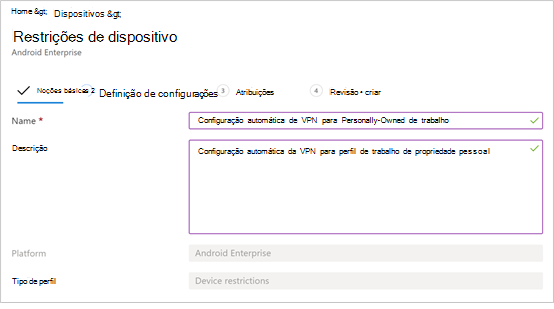 Home &gt; Dispositivos &gt;
Restrições de dispositivo
Android Enterprise
Noções básicas 2 Definição de configurações 3 Atribuições 4 Revisão • criar
Name * Configuração automática de VPN para Personally-Owned de trabalho
Descrição Configuração automática da VPN para perfil de trabalho de propriedade pessoal
Platform Android Enterprise
Tipo de perfil Device restrictions